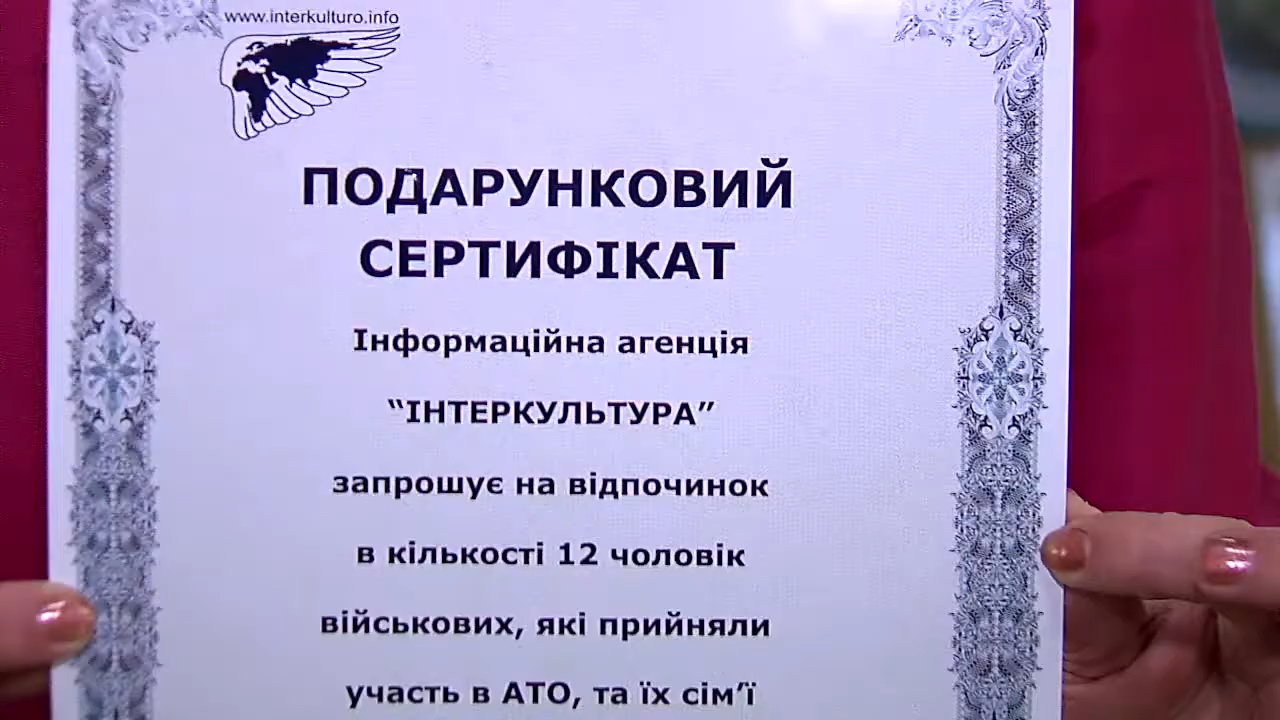 www.interkulturo.info
ПОДАРУНКОВИЙ
СЕРТИФІКАТ
Інформаційна агенція
“ІНТЕРКУЛЬТУРА”
запрошує на відпочинок
в кількості 12 чоловік
військових, які прийняли
участь в АТО, та їх сім’ї